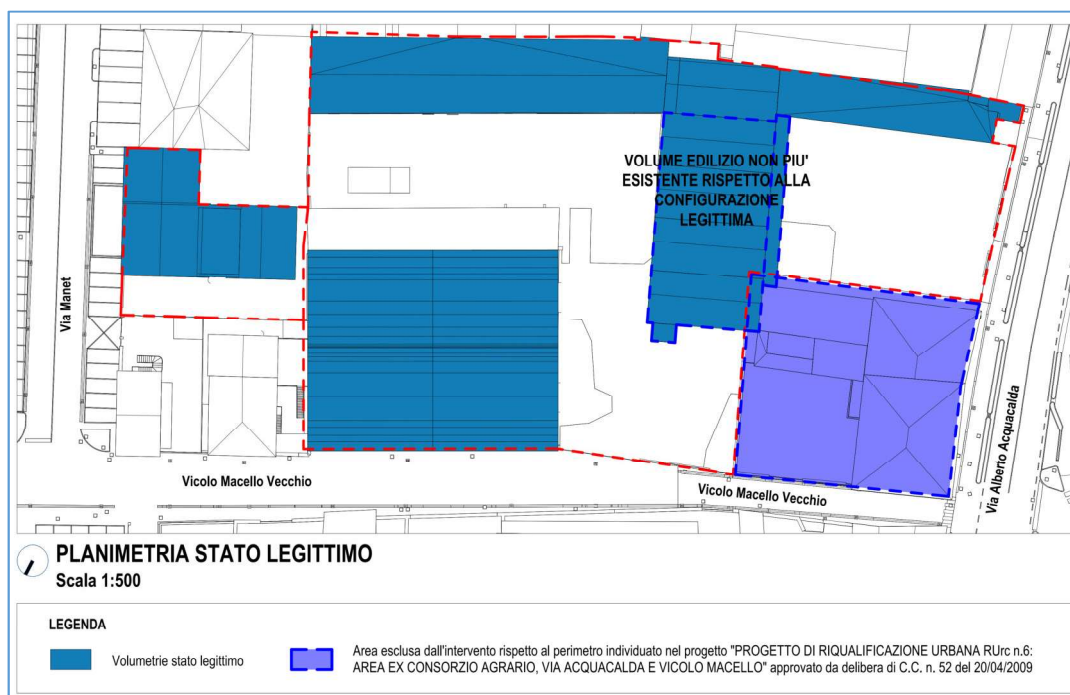 VOLUME EDILIZIO NON PIU'
ESISTENTE RISPETTO ALLA
CONFIGURAZIONE
LEGITTIMA
Via Manet
Via Alberio Acquacalda
Vicolo Macello Vecchio
Vicolo Macello Vecchio
PLANIMETRIA STATO LEGITTIMO
Scala 1:500
LEGENDA
Volumetrie stato legittimo
Area esclusa dall'intervento rispetto al perimetro individuato nel progetto "PROGETTO DI RIQUALIFICAZIONE URBANA RUrc n.6:
AREA EX CONSORZIO AGRARIO, VIA ACQUACALDA E VICOLO MACELLO" approvato da delibera di C.C. n. 52 del 20/04/2009